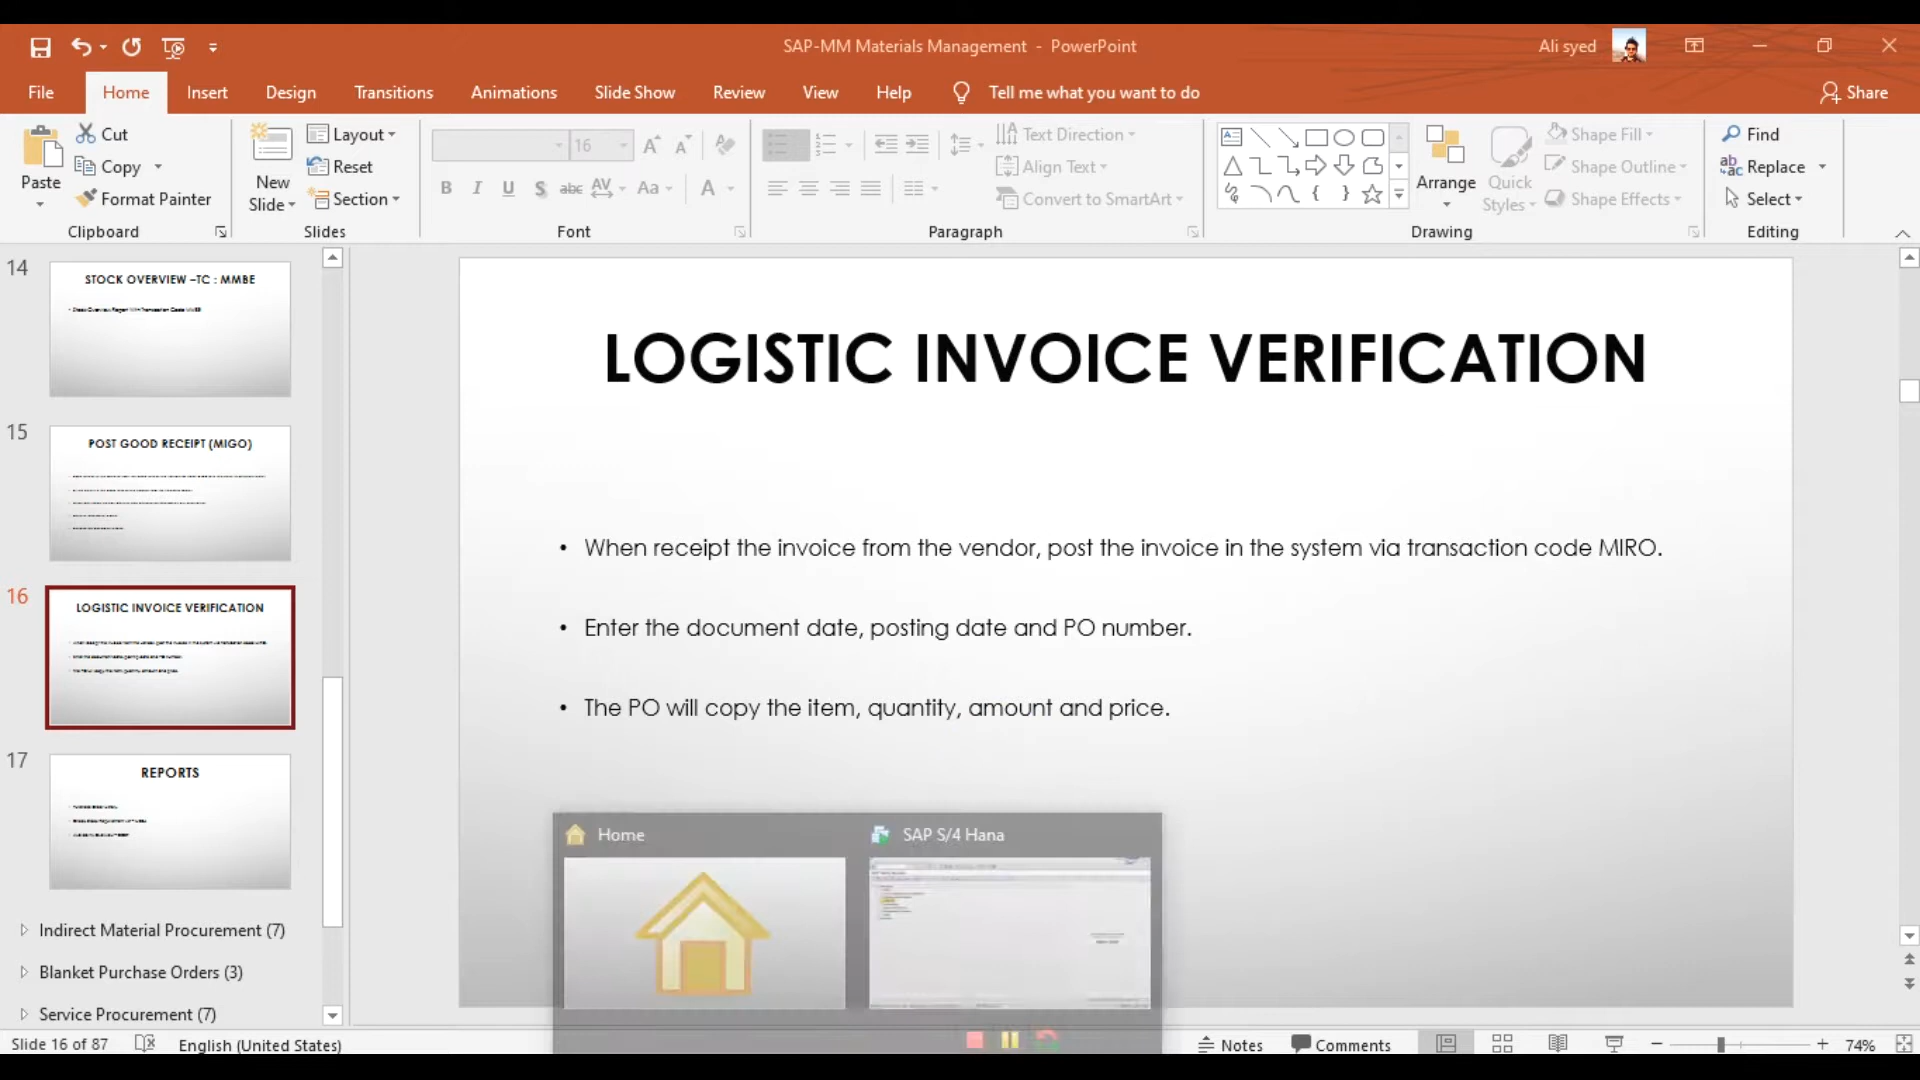 SAP-MM Materials Management - PowerPoint
Ali syed
File Home Insert Design Transitions Animations Slide Show Review View Help Tell me what you want to do Share
Paste
Cut
Copy
Format Painter
Clipboard
New
Slide
Layout
Reset
Section
Slides
16
B I U S abc AV Aa A
Font
Text Direction
Align Text
Convert to SmartArt
Paragraph
Arrange
Quick
Styles
Shape Fill
Shape Outline
Shape Effects
Drawing
Find
Replace
Select
Editing
14
STOCK OVERVIEW –TC : MMBE
15
POST GOOD RECEIPT (MIGO)
16
LOGISTIC INVOICE VERIFICATION
17
REPORTS
Indirect Material Procurement (7)
Blanket Purchase Orders (3)
Service Procurement (7)
LOGISTIC INVOICE VERIFICATION
• When receipt the invoice from the vendor, post the invoice in the system via transaction code MIRO.
• Enter the document date, posting date and PO number.
• The PO will copy the item, quantity, amount and price.
Home
SAP S/4 Hana
Slide 16 of 87
English (United States)
Notes
Comments
74%